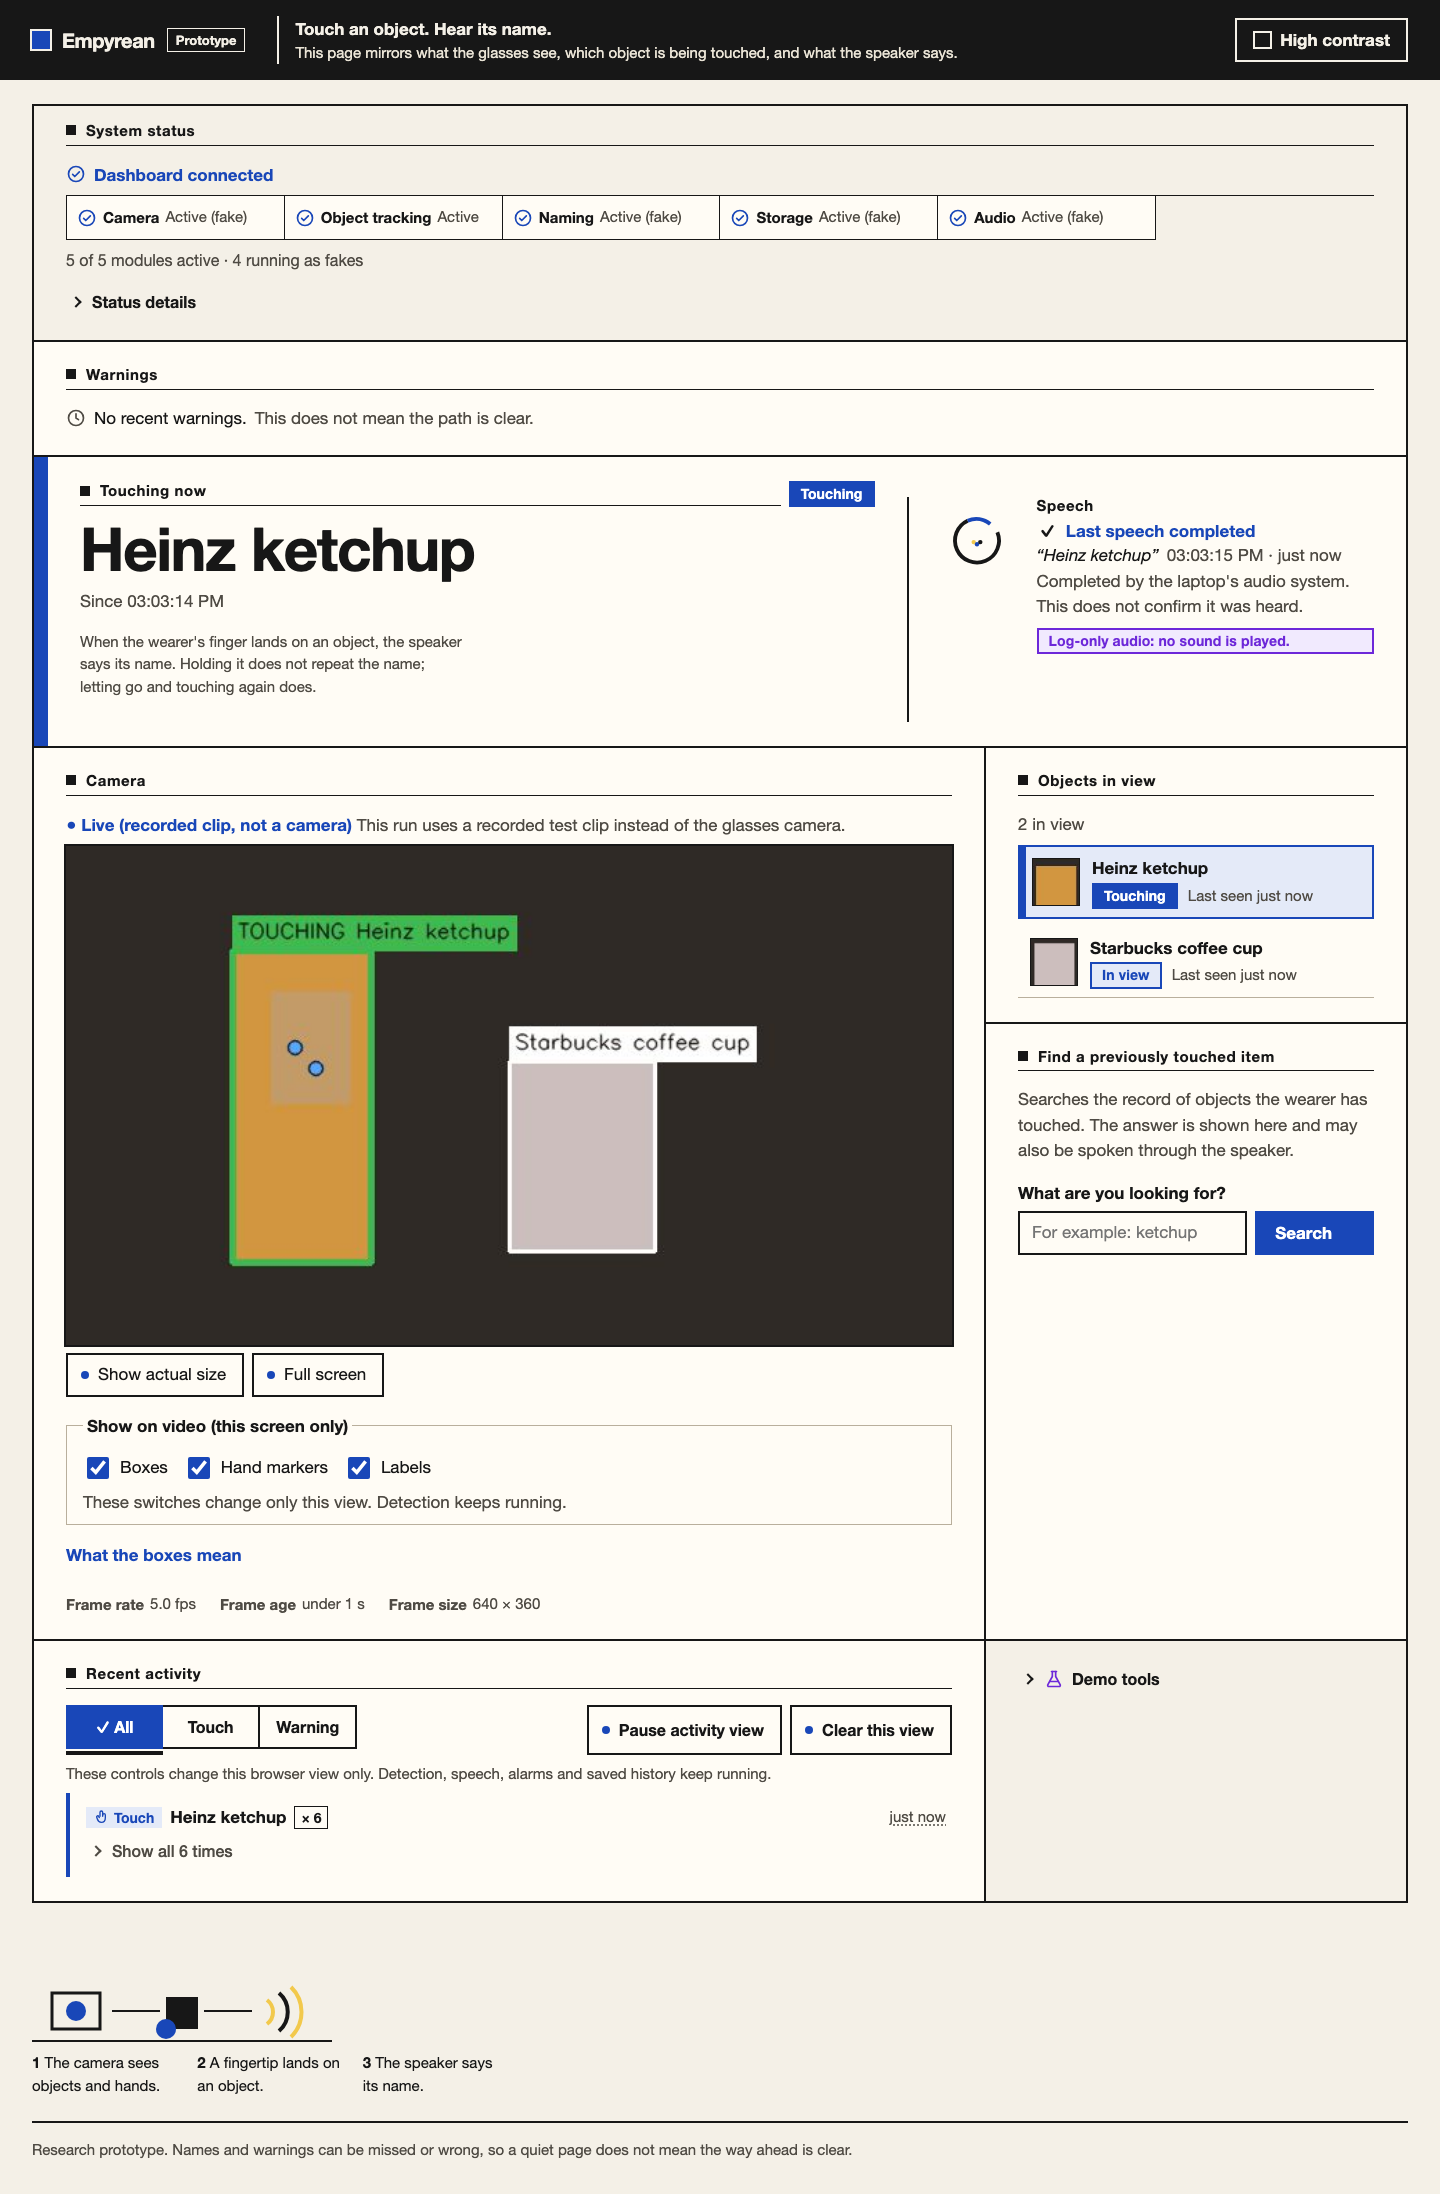 Empyrean
Prototype
Touch an object. Hear its name.
This page mirrors what the glasses see, which object is being touched, and what the speaker says.
High contrast
System status
Dashboard connected
Camera Active (fake)
Object tracking Active
Naming Active (fake)
Storage Active (fake)
Audio Active (fake)
5 of 5 modules active · 4 running as fakes
Status details
Warnings
No recent warnings. This does not mean the path is clear.
Touching now
Touching
Heinz ketchup
Since 03:03:14 PM
When the wearer's finger lands on an object, the speaker
says its name. Holding it does not repeat the name;
letting go and touching again does.
Speech
Last speech completed
“Heinz ketchup” 03:03:15 PM · just now
Completed by the laptop's audio system.
This does not confirm it was heard.
Log-only audio: no sound is played.
Camera
Live (recorded clip, not a camera) This run uses a recorded test clip instead of the glasses camera.
TOUCHING Heinz ketchup
Starbucks coffee cup
Show actual size
Full screen
Show on video (this screen only)
Boxes
Hand markers
Labels
These switches change only this view. Detection keeps running.
What the boxes mean
Frame rate 5.0 fps
Frame age under 1 s
Frame size 640 × 360
Objects in view
2 in view
Heinz ketchup
Touching Last seen just now
Starbucks coffee cup
In view Last seen just now
Find a previously touched item
Searches the record of objects the wearer has
touched. The answer is shown here and may
also be spoken through the speaker.
What are you looking for?
For example: ketchup
Search
Recent activity
All
Touch
Warning
Pause activity view
Clear this view
These controls change this browser view only. Detection, speech, alarms and saved history keep running.
Touch Heinz ketchup × 6
just now
Show all 6 times
Demo tools
1 The camera sees
objects and hands.
2 A fingertip lands on
an object.
3 The speaker says
its name.
Research prototype. Names and warnings can be missed or wrong, so a quiet page does not mean the way ahead is clear.